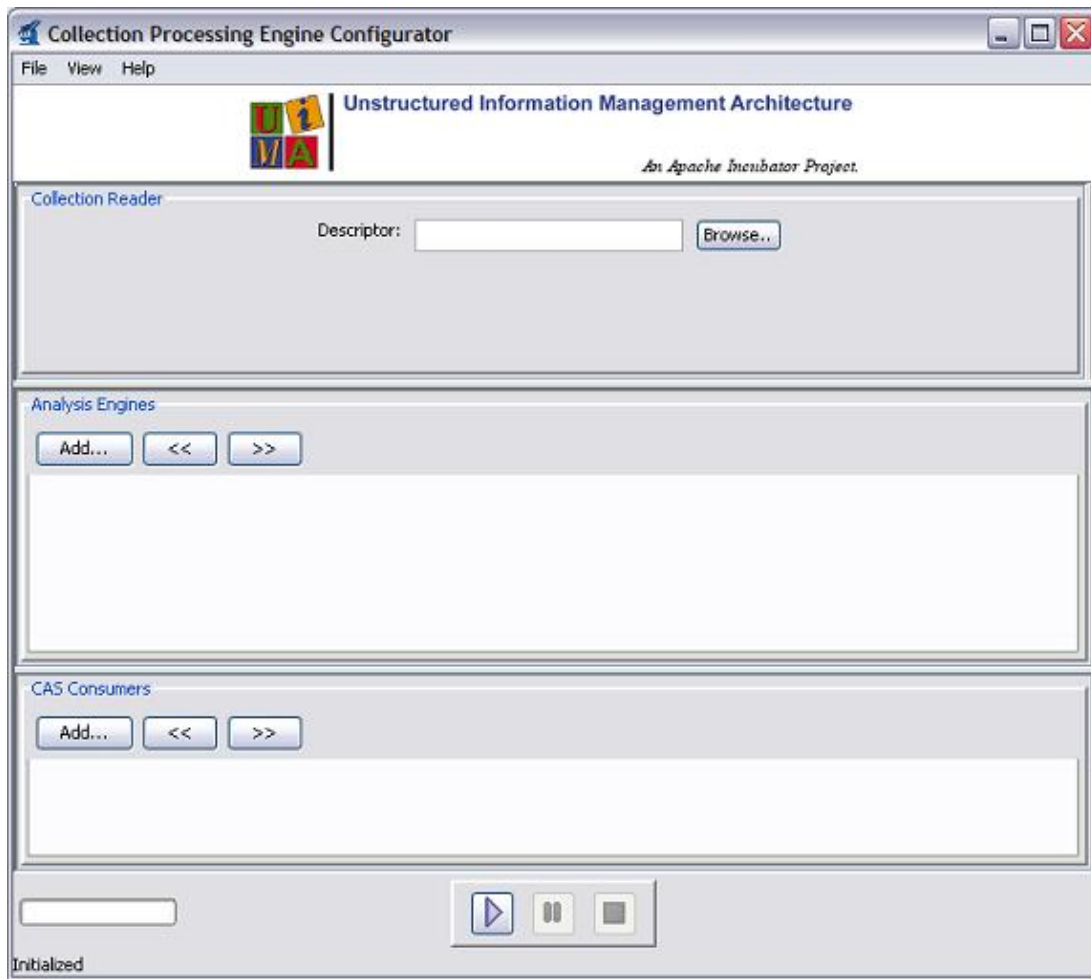 Collection Processing Engine Configurator
File View Help
UiMA
Unstructured Information Management Architecture
An Apache Incubator Project.
Collection Reader
Descriptor: Browse..
Analysis Engines
Add... << >>
CAS Consumers
Add... << >>
Initialized